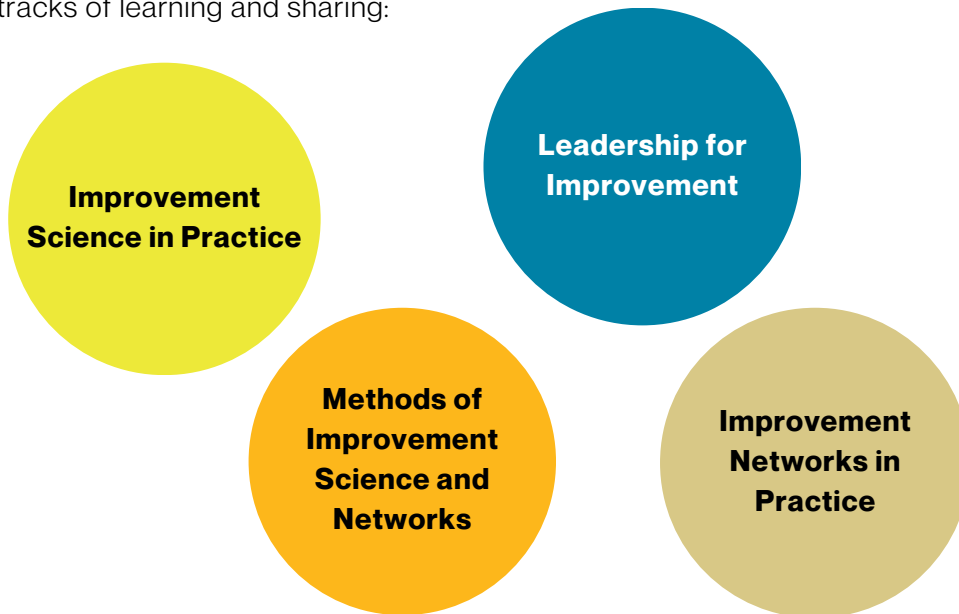 tracks of learning and sharing:
Improvement
Science in Practice
Leadership for
Improvement
Methods of
Improvement
Science and
Networks
Improvement
Networks in
Practice